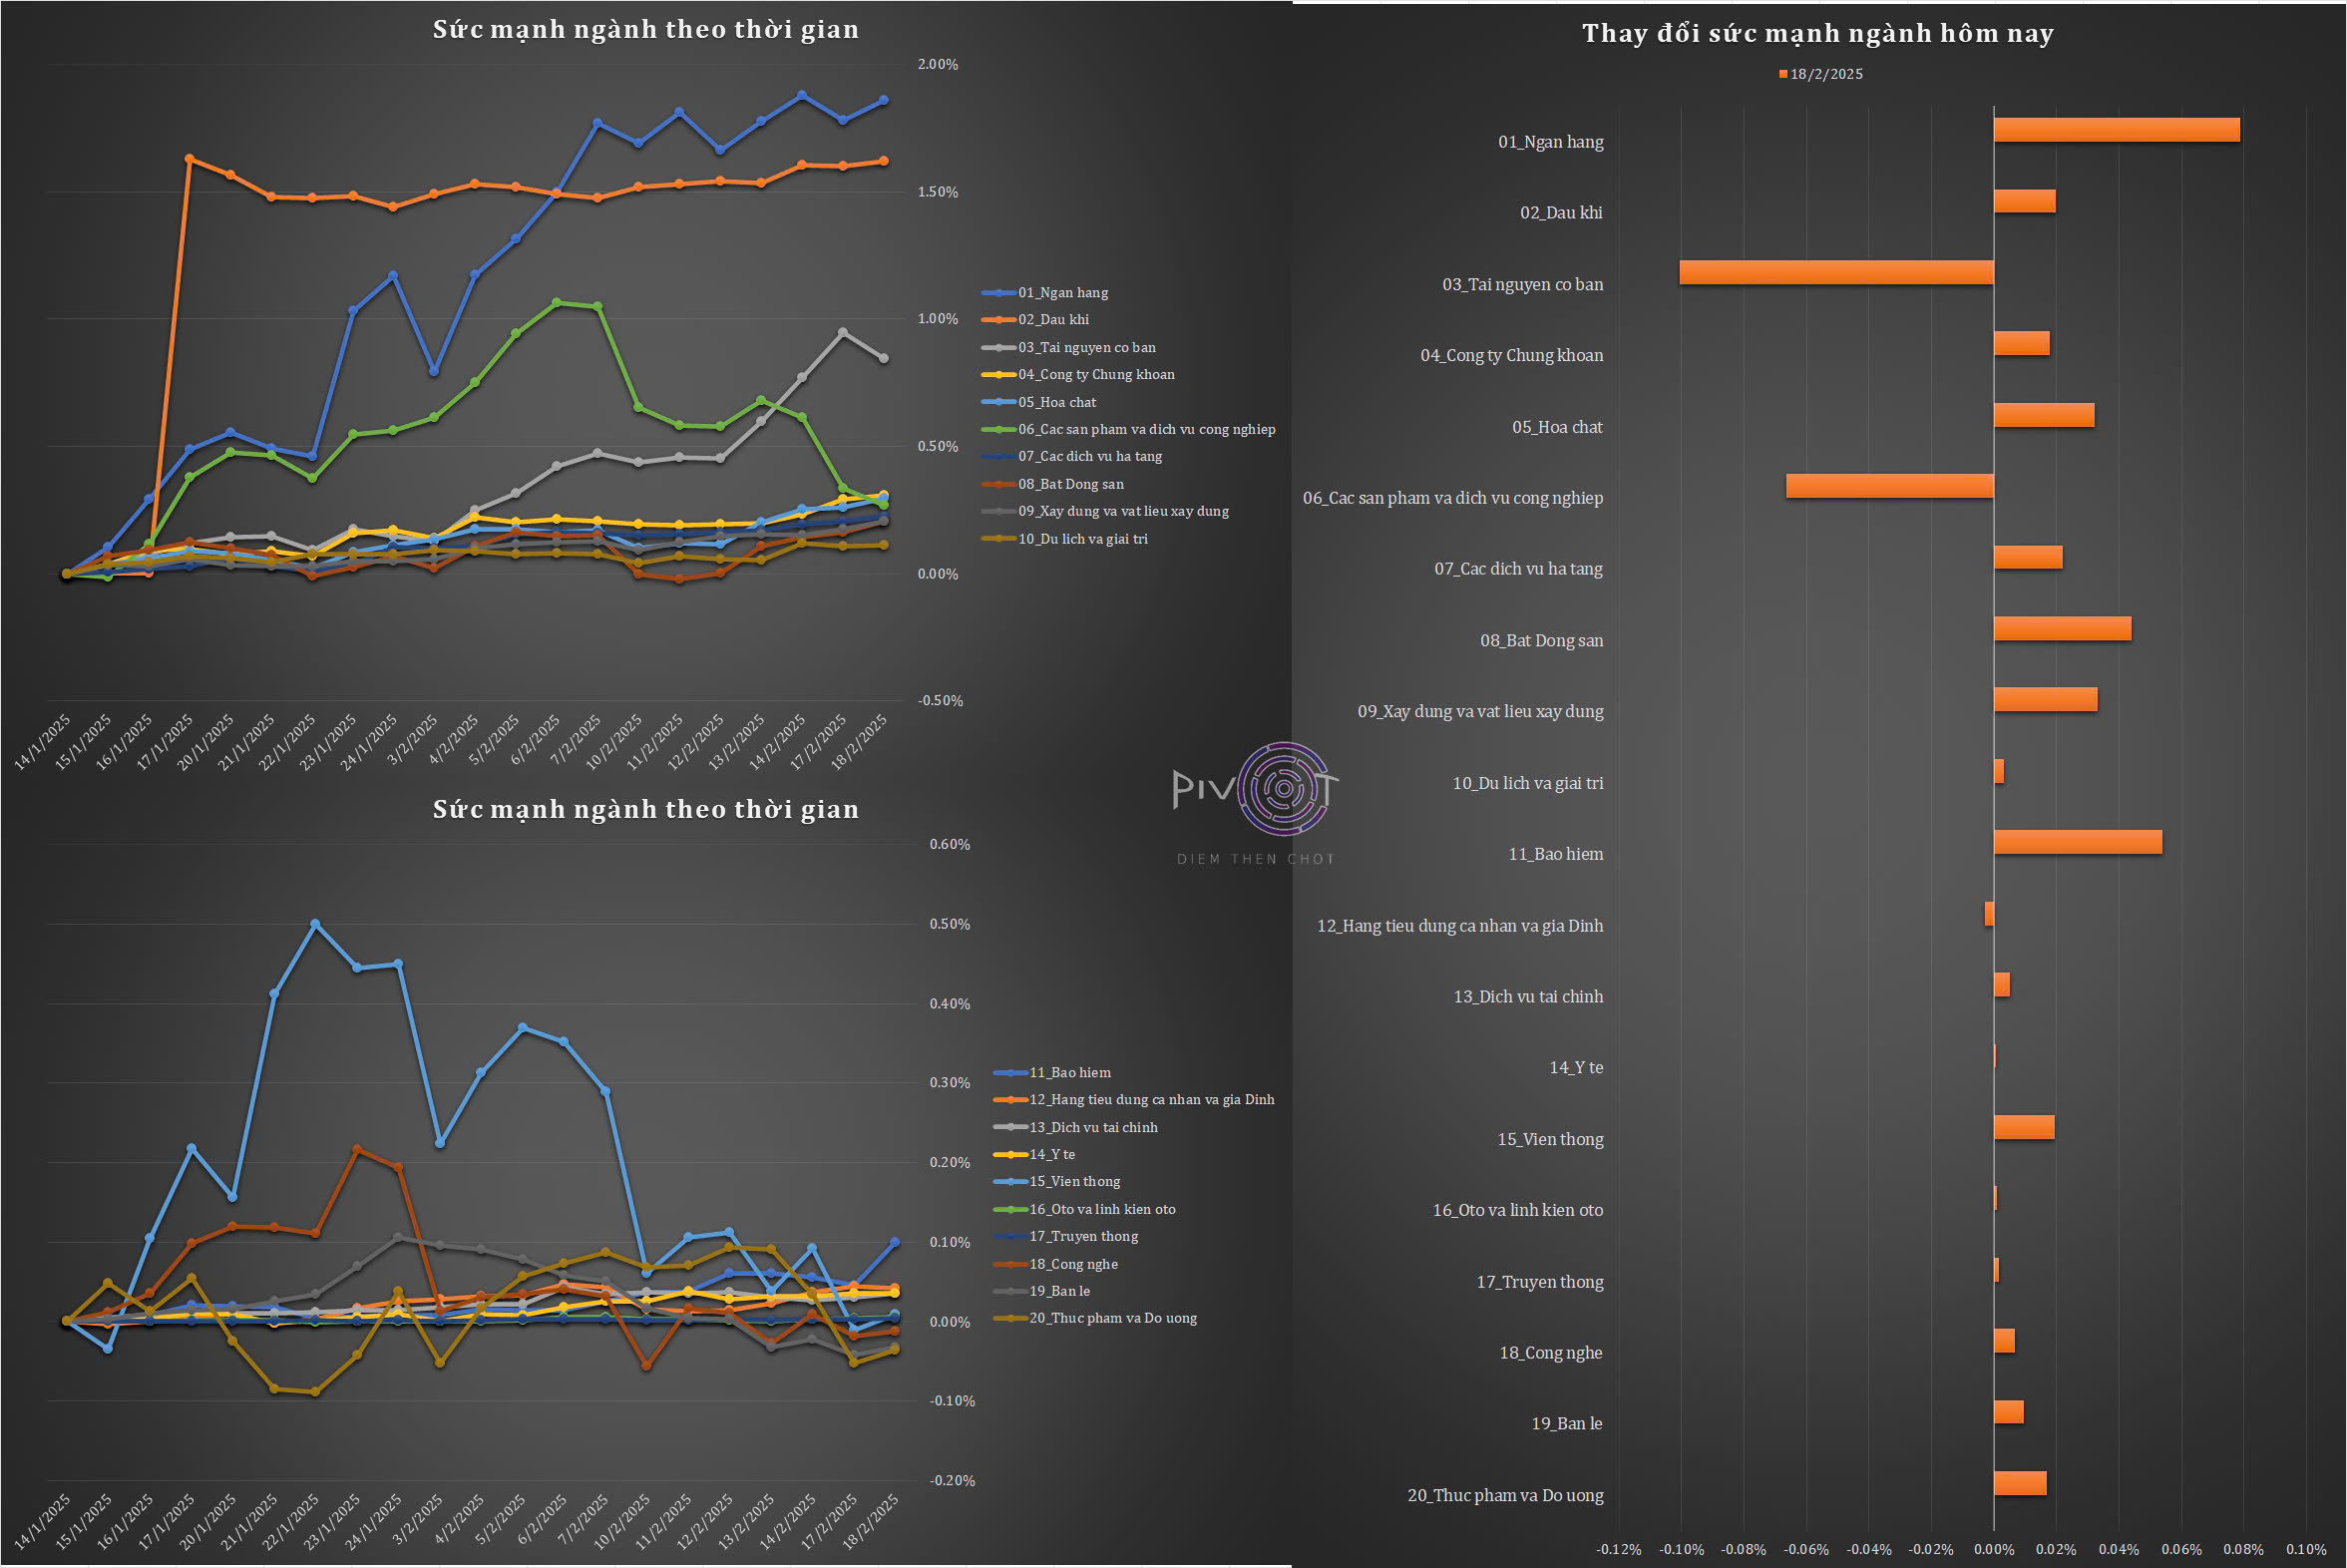 Sức mạnh ngành theo thời gian
2.00%
1.50%
1.00%
0.50%
0.00%
-0.50%
14/1/2025
15/1/2025
16/1/2025
17/1/2025
20/1/2025
21/1/2025
22/1/2025
23/1/2025
24/1/2025
3/2/2025
4/2/2025
5/2/2025
6/2/2025
7/2/2025
10/2/2025
11/2/2025
12/2/2025
13/2/2025
14/2/2025
17/2/2025
18/2/2025
01_Ngan hang
02_Dau khi
03_Tai nguyen co ban
04_Cong ty Chung khoan
05_Hoa chat
06_Cac san pham va dich vu cong nghiep
07_Cac dich vu ha tang
08_Bat Dong san
09_Xay dung va vat lieu xay dung
10_Du lich va giai tri
Sức mạnh ngành theo thời gian
0.60%
0.50%
0.40%
0.30%
0.20%
0.10%
0.00%
-0.10%
-0.20%
14/1/2025
15/1/2025
16/1/2025
17/1/2025
20/1/2025
21/1/2025
22/1/2025
23/1/2025
24/1/2025
3/2/2025
4/2/2025
5/2/2025
6/2/2025
7/2/2025
10/2/2025
11/2/2025
12/2/2025
13/2/2025
14/2/2025
17/2/2025
18/2/2025
11_Bao hiem
12_Hang tieu dung ca nhan va gia Dinh
13_Dich vu tai chinh
14_Y te
15_Vien thong
16_Oto va linh kien oto
17_Truyen thong
18_Cong nghe
19_Ban le
20_Thuc pham va Do uong
PIVOT
DIEM THEN CHOT
Thay đổi sức mạnh ngành hôm nay
18/2/2025
01_Ngan hang
02_Dau khi
03_Tai nguyen co ban
04_Cong ty Chung khoan
05_Hoa chat
06_Cac san pham va dich vu cong nghiep
07_Cac dich vu ha tang
08_Bat Dong san
09_Xay dung va vat lieu xay dung
10_Du lich va giai tri
11_Bao hiem
12_Hang tieu dung ca nhan va gia Dinh
13_Dich vu tai chinh
14_Y te
15_Vien thong
16_Oto va linh kien oto
17_Truyen thong
18_Cong nghe
19_Ban le
20_Thuc pham va Do uong
-0.12% -0.10% -0.08% -0.06% -0.04% -0.02% 0.00% 0.02% 0.04% 0.06% 0.08% 0.10%